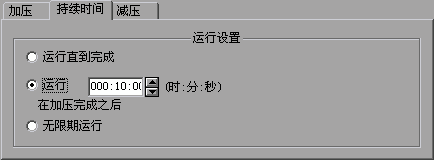 加压 持续时间 减压
运行设置
运行直到完成
运行 000:10:00 (时:分:秒)
在加压完成之后
无限期运行